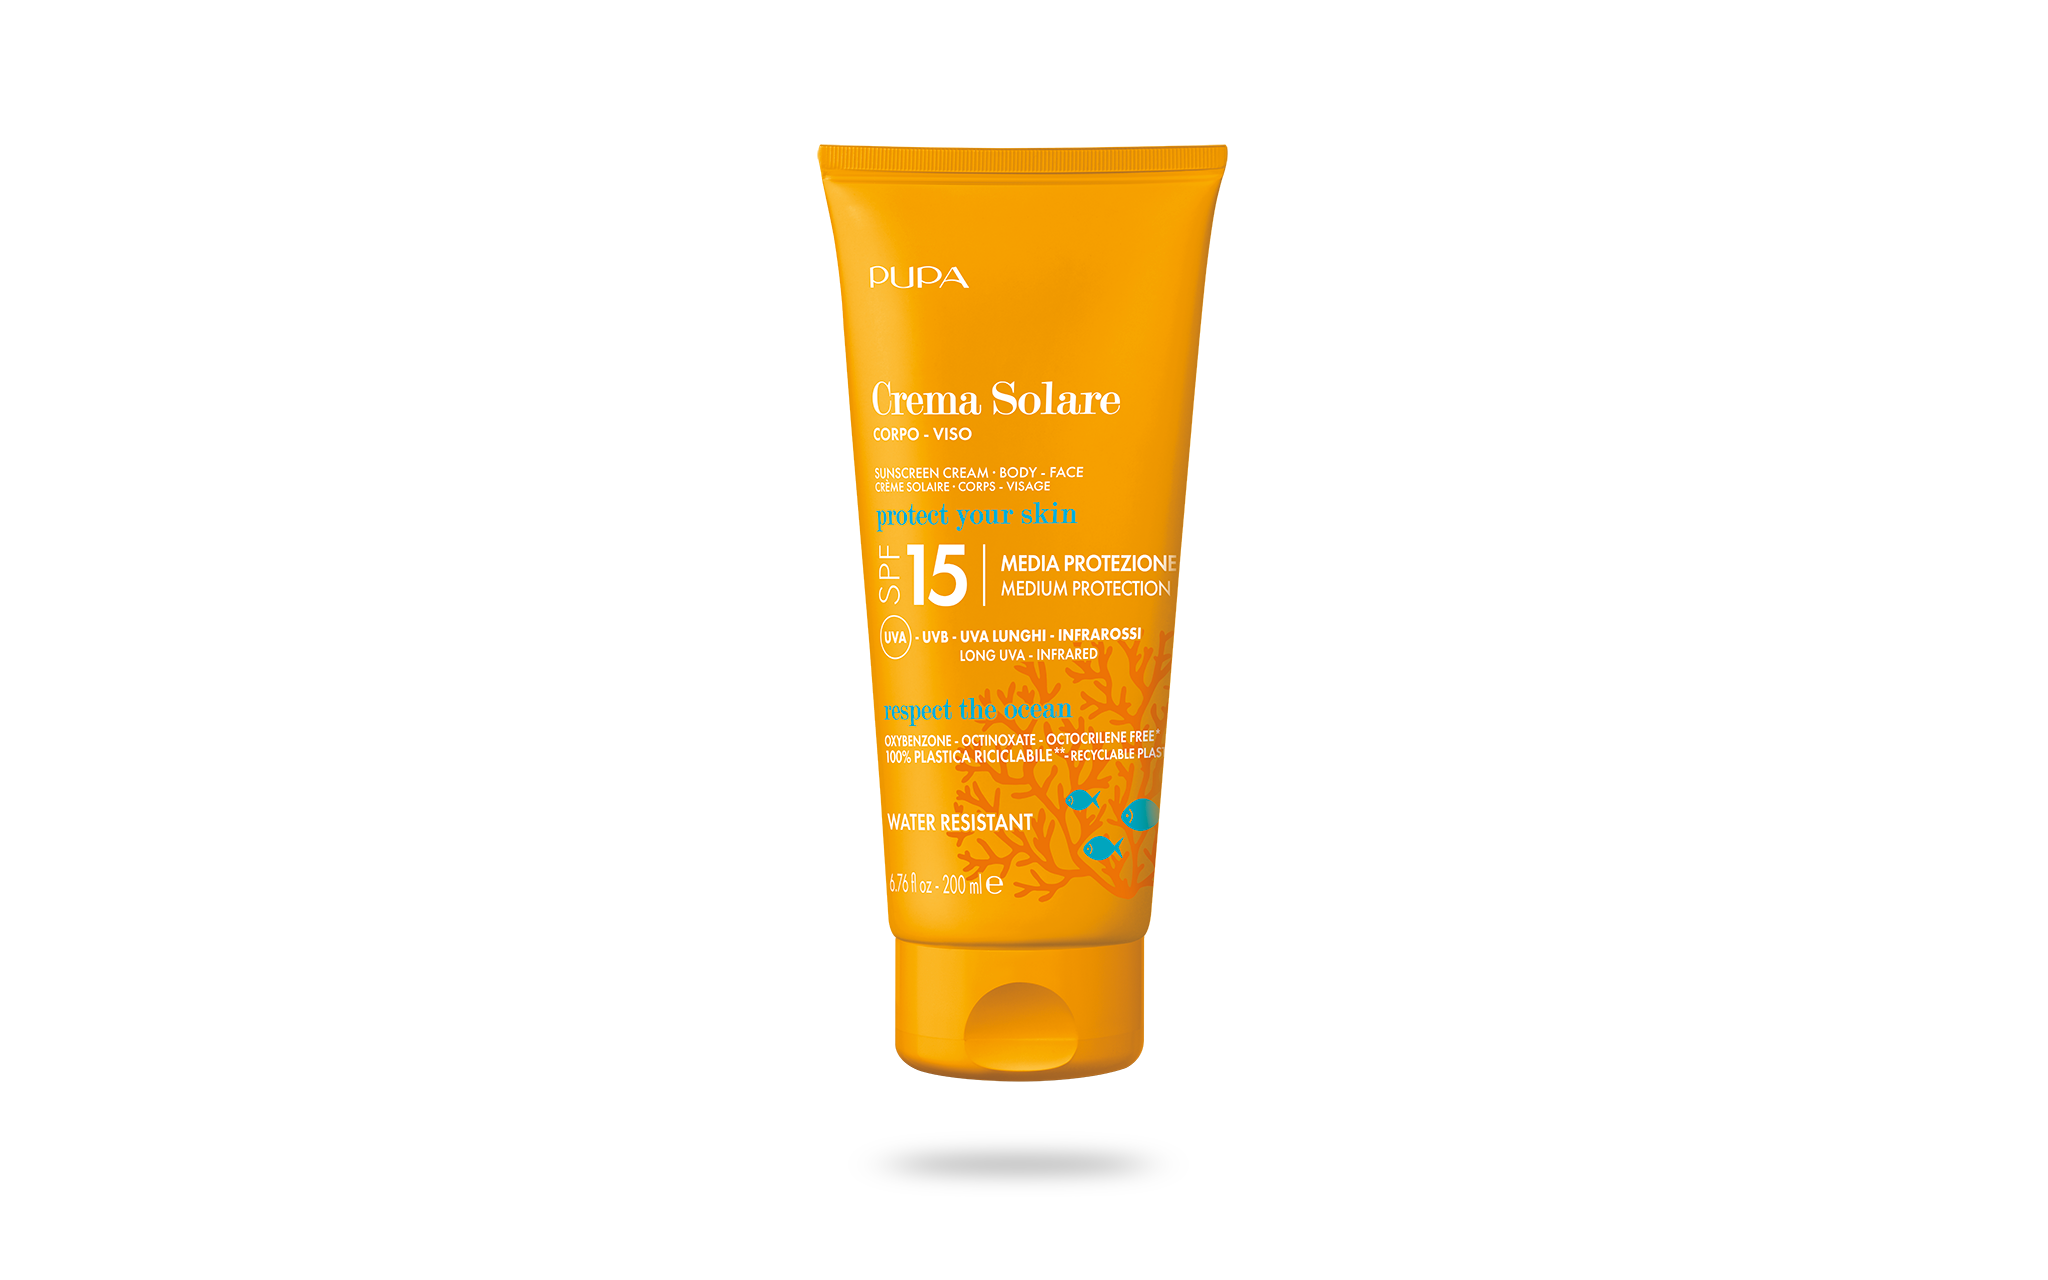 PUPA
Crema Solare
CORPO - VISO
SUNSCREEN CREAM · BODY - FACE
CRÈME SOLAIRE · CORPS - VISAGE
protect your skin
SPF 15 | MEDIA PROTEZIONE
MEDIUM PROTECTION
UVA - UVB - UVA LUNGHI - INFRAROSSI
LONG UVA - INFRARED
respect the ocean
OXYBENZONE - OCTINOXATE - OCTOCRILENE FREE*
100% PLASTICA RICICLABILE**- RECYCLABLE PLAST
WATER RESISTANT
6.76 fl oz - 200 ml ℮